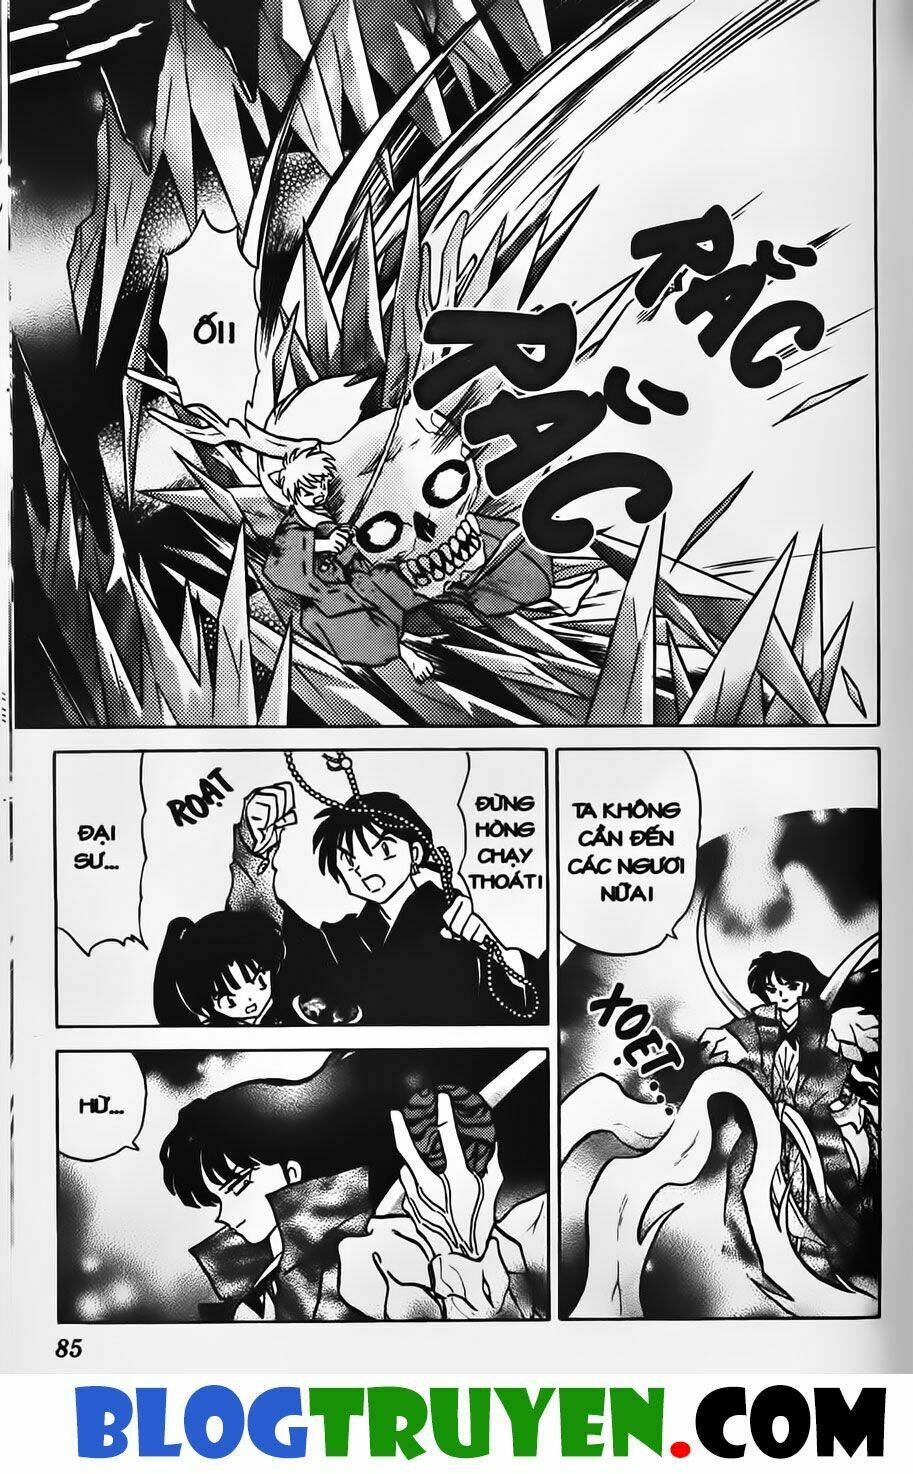 RẮC
RẮC
ỐI!
TA KHÔNG
CẦN ĐẾN
CÁC NGƯƠI
NỮA!
XOẸT
ĐỪNG
HÒNG
CHẠY
THOÁT!
ROẠT
ĐẠI
SƯ...
HỪ...
85
BLOGTRUYEN.COM